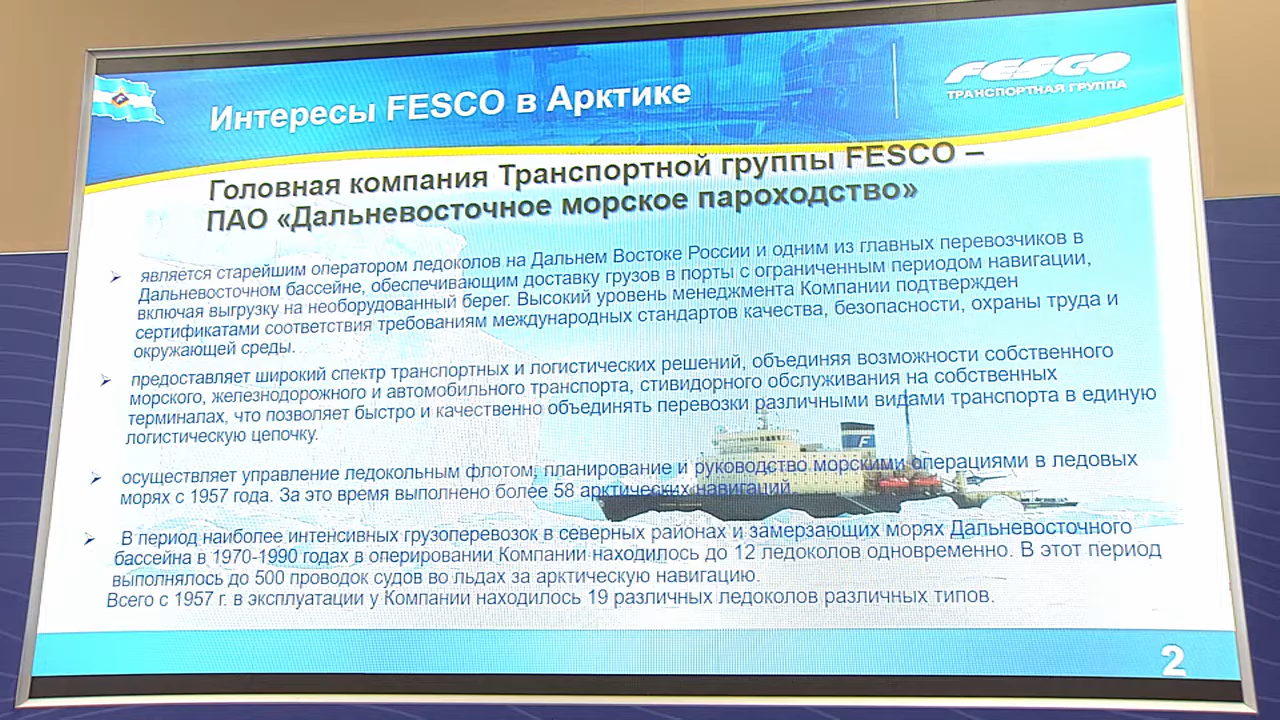 Интересы FESCO в Арктике
FESCO
ТРАНСПОРТНАЯ ГРУППА
Головная компания Транспортной группы FESCO –
ПАО «Дальневосточное морское пароходство»
является старейшим оператором ледоколов на Дальнем Востоке России и одним из главных перевозчиков в
Дальневосточном бассейне, обеспечивающим доставку грузов в порты с ограниченным периодом навигации,
включая выгрузку на необорудованный берег. Высокий уровень менеджмента Компании подтвержден
сертификатами соответствия требованиям международных стандартов качества, безопасности, охраны труда и
окружающей среды.
предоставляет широкий спектр транспортных и логистических решений, объединяя возможности собственного
морского, железнодорожного и автомобильного транспорта, стивидорного обслуживания на собственных
терминалах, что позволяет быстро и качественно объединять перевозки различными видами транспорта в единую
логистическую цепочку.
осуществляет управление ледокольным флотом, планирование и руководство морскими операциями в ледовых
морях с 1957 года. За это время выполнено более 58 арктических навигаций.
В период наиболее интенсивных грузоперевозок в северных районах и замерзающих морях Дальневосточного
бассейна в 1970-1990 годах в оперировании Компании находилось до 12 ледоколов одновременно. В этот период
выполнялось до 500 проводок судов во льдах за арктическую навигацию.
Всего с 1957 г. в эксплуатации у Компании находилось 19 различных ледоколов различных типов.
2